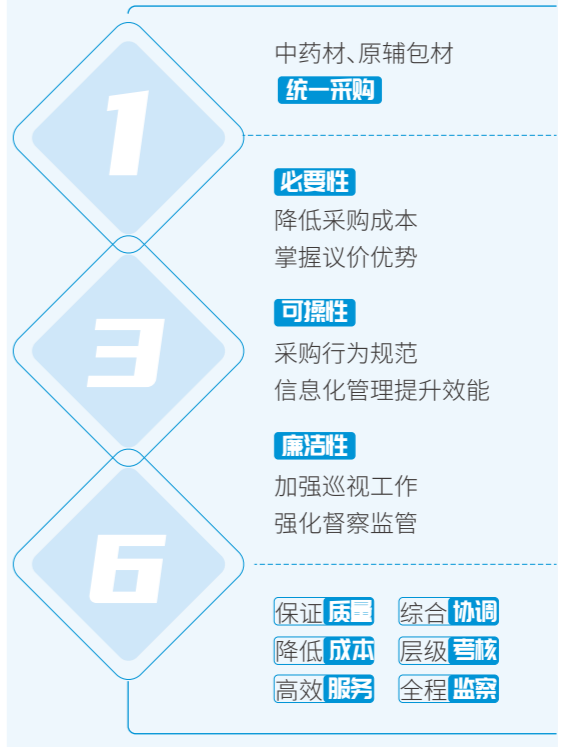 1
中药材、原辅包材
统一采购
必要性
降低采购成本
掌握议价优势
3
可操性
采购行为规范
信息化管理提升效能
廉洁性
加强巡视工作
强化督察监管
6
保证质量 综合协调
降低成本 层级考核
高效服务 全程监察